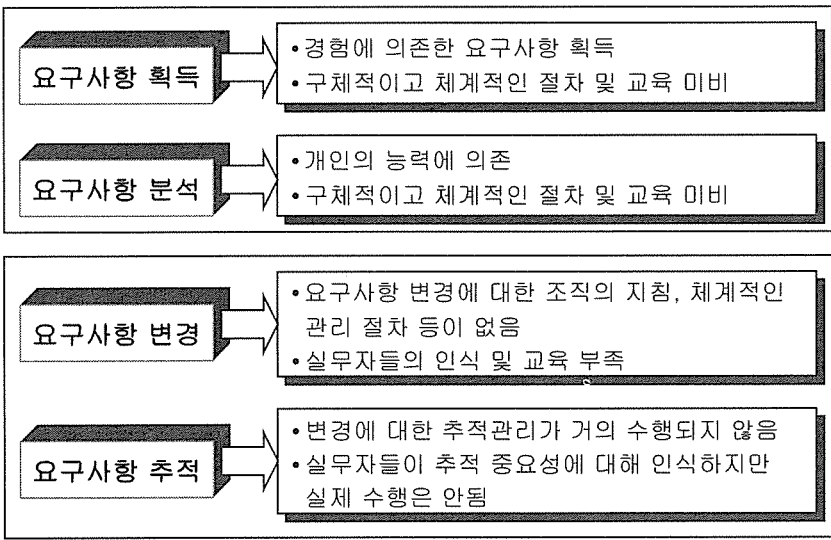 요구사항 획득
• 경험에 의존한 요구사항 획득
• 구체적이고 체계적인 절차 및 교육 미비
요구사항 분석
• 개인의 능력에 의존
• 구체적이고 체계적인 절차 및 교육 미비
요구사항 변경
• 요구사항 변경에 대한 조직의 지침, 체계적인
관리 절차 등이 없음
• 실무자들의 인식 및 교육 부족
요구사항 추적
• 변경에 대한 추적관리가 거의 수행되지 않음
• 실무자들이 추적 중요성에 대해 인식하지만
실제 수행은 안됨